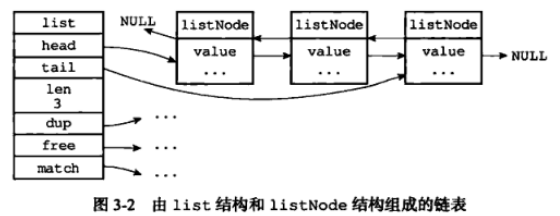 list
head
tail
len
3
dup
free
match
NULL
listNode
value
...
listNode
value
...
listNode
value
...
NULL
...
...
...
图 3-2 由 list 结构和 listNode 结构组成的链表